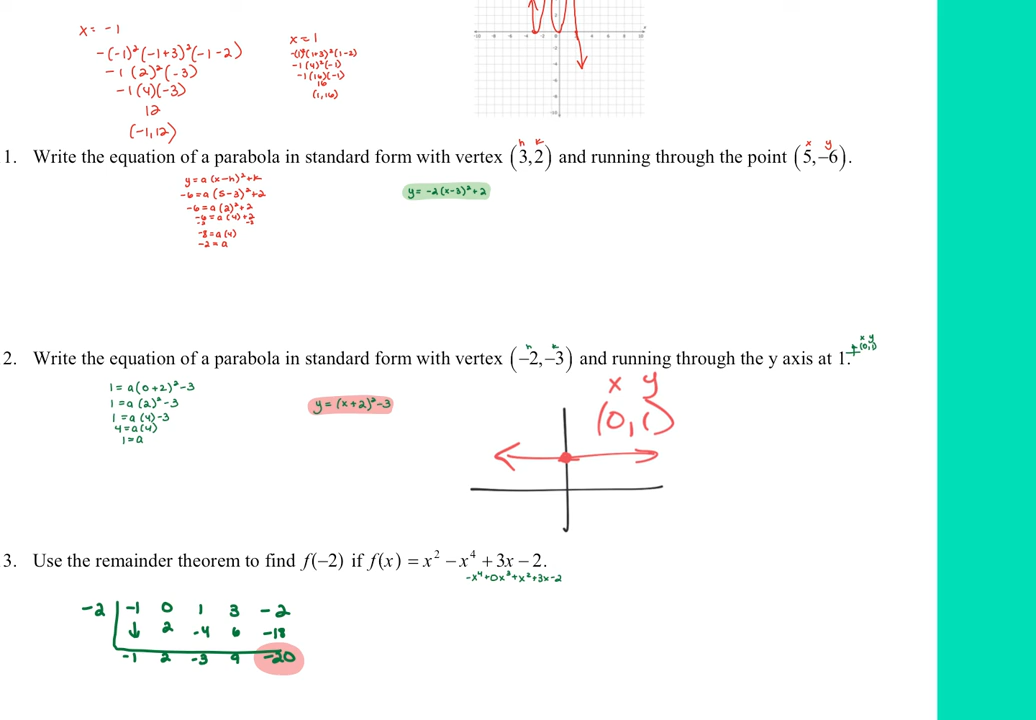 x = -1
-(-1)²(-1+3)²(-1-2)
-1(2)²(-3)
-1(4)(-3)
12
(-1,12)
x = 1
-(1)²(1+3)²(1-2)
-1(4)²(-1)
-1(16)(-1)
16
(1,16)
h k
x y
1. Write the equation of a parabola in standard form with vertex (3,2) and running through the point (5,−6).
y = a(x-h)²+k
-6 = a(5-3)²+2
-6 = a(2)²+2
-6 = a(4)+2
-2 -2
-8 = a(4)
-2 = a
y = -2(x-3)²+2
h k
x y
(0,1)
2. Write the equation of a parabola in standard form with vertex (−2,−3) and running through the y axis at 1.
1 = a(0+2)²-3
1 = a(2)²-3
1 = a(4)-3
4 = a(4)
1 = a
y = (x+2)²-3
x y
(0,1)
3. Use the remainder theorem to find f(−2) if f(x) = x² − x⁴ + 3x − 2.
-x⁴+0x³+x²+3x-2
-2 | -1 0 1 3 -2
↓ 2 -4 6 -18
-1 2 -3 9 -20